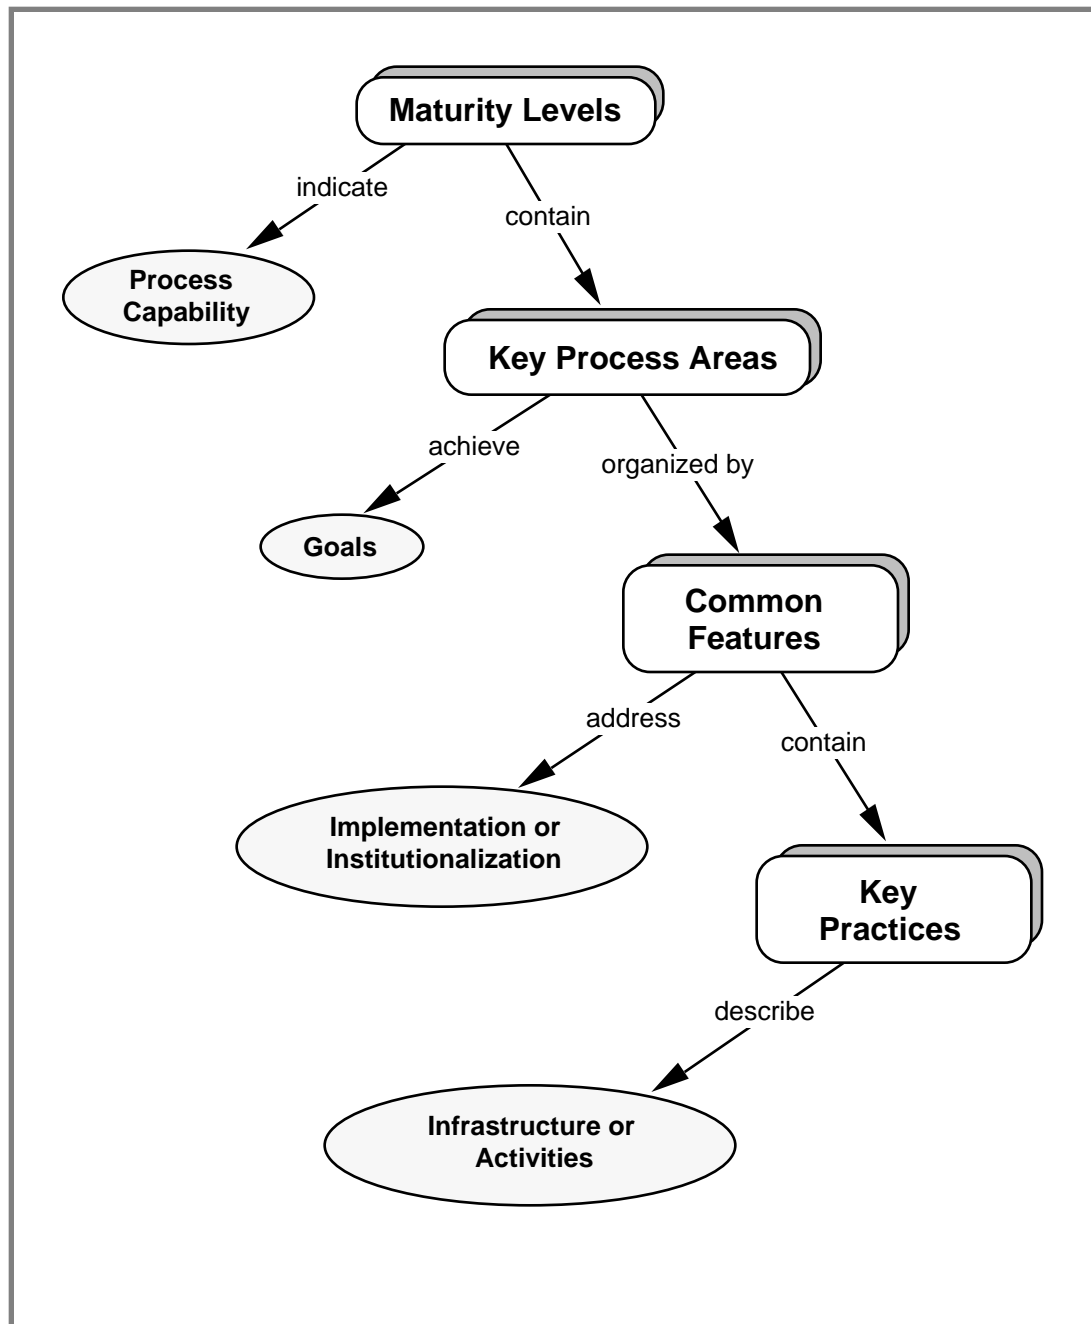 Maturity Levels
indicate
contain
Process
Capability
Key Process Areas
achieve
organized by
Goals
Common
Features
address
contain
Implementation or
Institutionalization
Key
Practices
describe
Infrastructure or
Activities